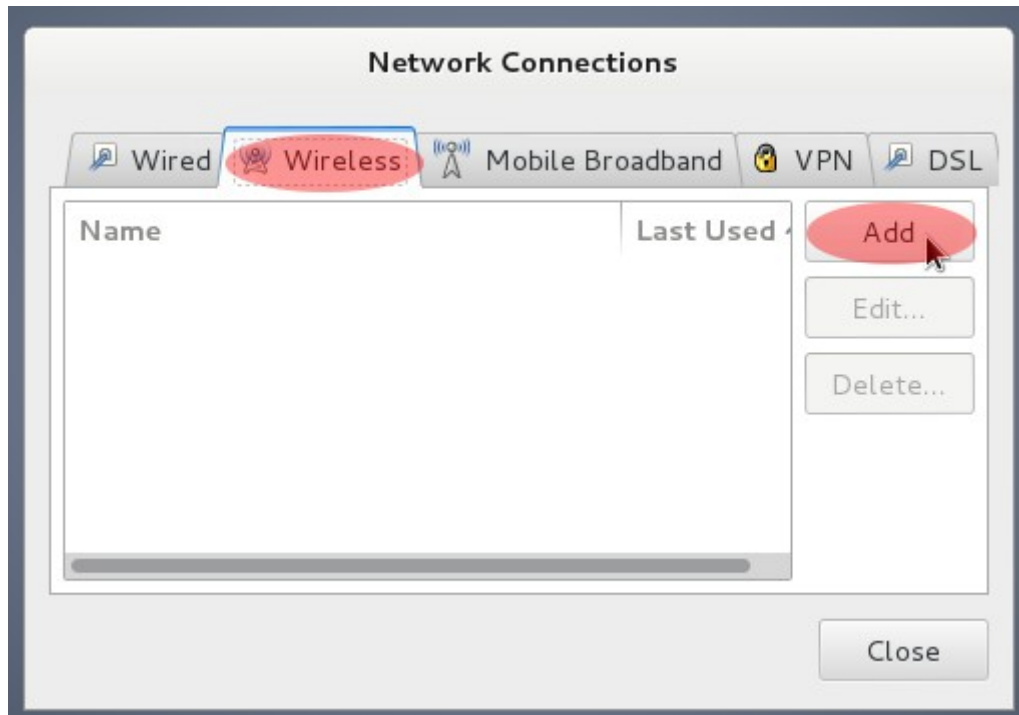 Network Connections
Wired Wireless Mobile Broadband VPN DSL
Name Last Used Add
Edit...
Delete...
Close